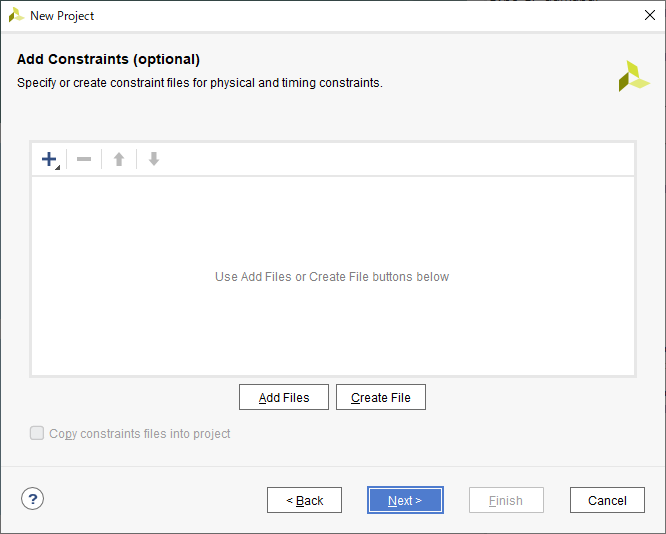 New Project
Add Constraints (optional)
Specify or create constraint files for physical and timing constraints.
Use Add Files or Create File buttons below
Add Files
Create File
Copy constraints files into project
?
< Back
Next >
Finish
Cancel